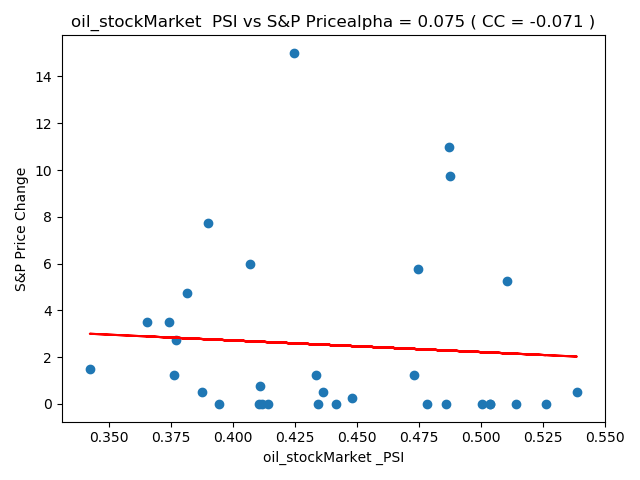 oil_stockMarket  PSI vs S&P Pricealpha = 0.075 ( CC = -0.071 )
S&P Price Change
14
12
10
8
6
4
2
0
0.350 0.375 0.400 0.425 0.450 0.475 0.500 0.525 0.550
oil_stockMarket _PSI